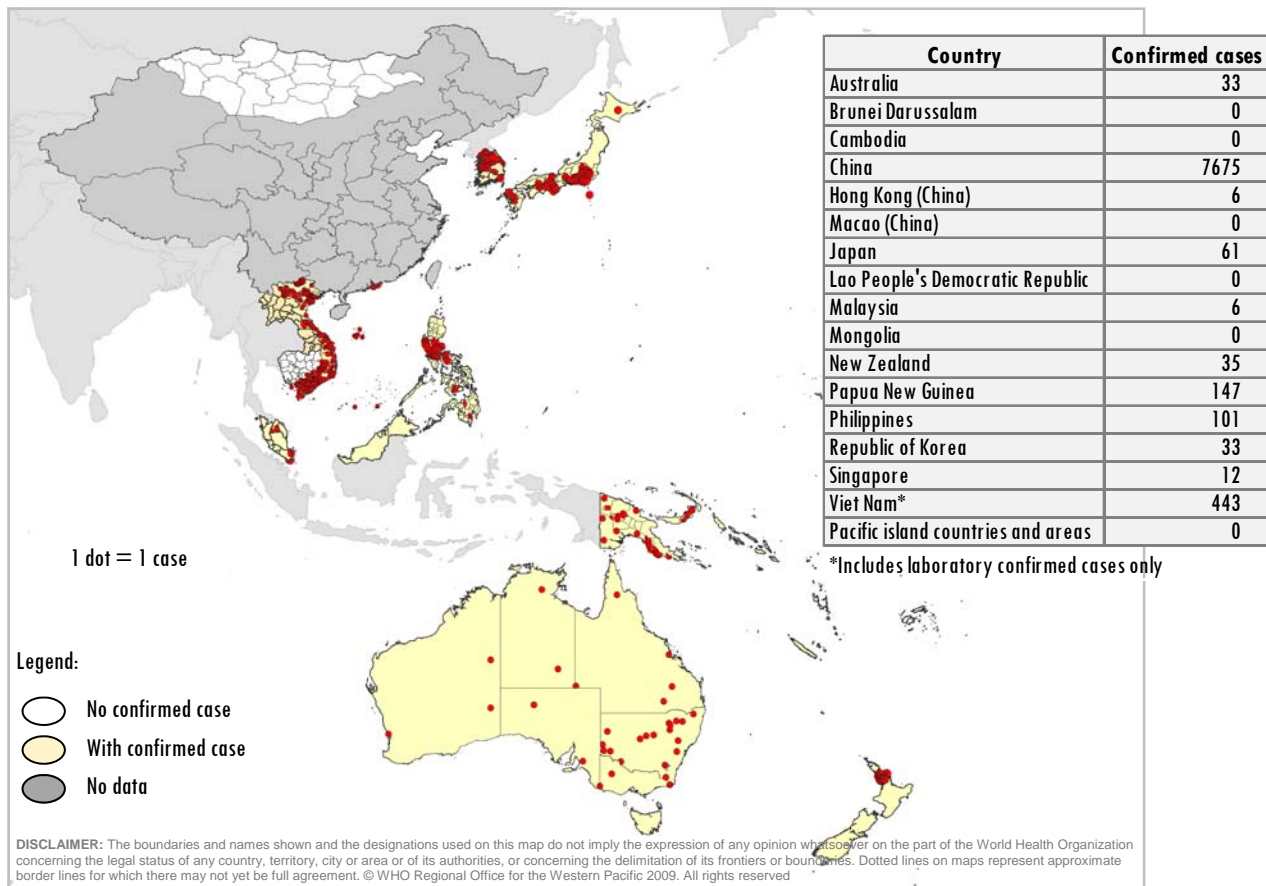 Country Confirmed cases
Australia 33
Brunei Darussalam 0
Cambodia 0
China 7675
Hong Kong (China) 6
Macao (China) 0
Japan 61
Lao People's Democratic Republic 0
Malaysia 6
Mongolia 0
New Zealand 35
Papua New Guinea 147
Philippines 101
Republic of Korea 33
Singapore 12
Viet Nam* 443
Pacific island countries and areas 0
*Includes laboratory confirmed cases only
1 dot = 1 case
Legend:
No confirmed case
With confirmed case
No data
DISCLAIMER: The boundaries and names shown and the designations used on this map do not imply the expression of any opinion whatsoever on the part of the World Health Organization
concerning the legal status of any country, territory, city or area or of its authorities, or concerning the delimitation of its frontiers or boundaries. Dotted lines on maps represent approximate
border lines for which there may not yet be full agreement. © WHO Regional Office for the Western Pacific 2009. All rights reserved